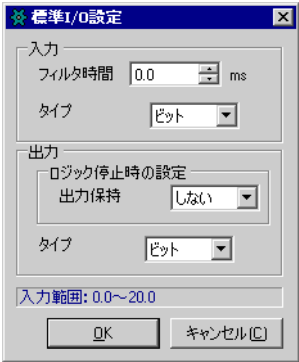 標準I/O設定
入力
フィルタ時間 0.0 ms
タイプ ビット
出力
ロジック停止時の設定
出力保持 しない
タイプ ビット
入力範囲: 0.0～20.0
OK キャンセル(C)